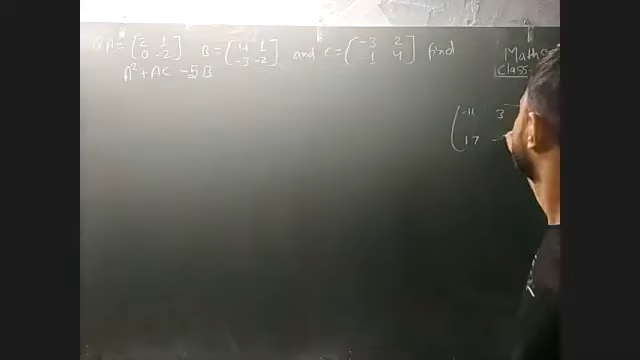 Q A = [2 1 0 -2] B = [4 1 -3 -2] and C = [-3 2 -1 4] find
A² + AC - 5B
Maths
class
-11 3
17